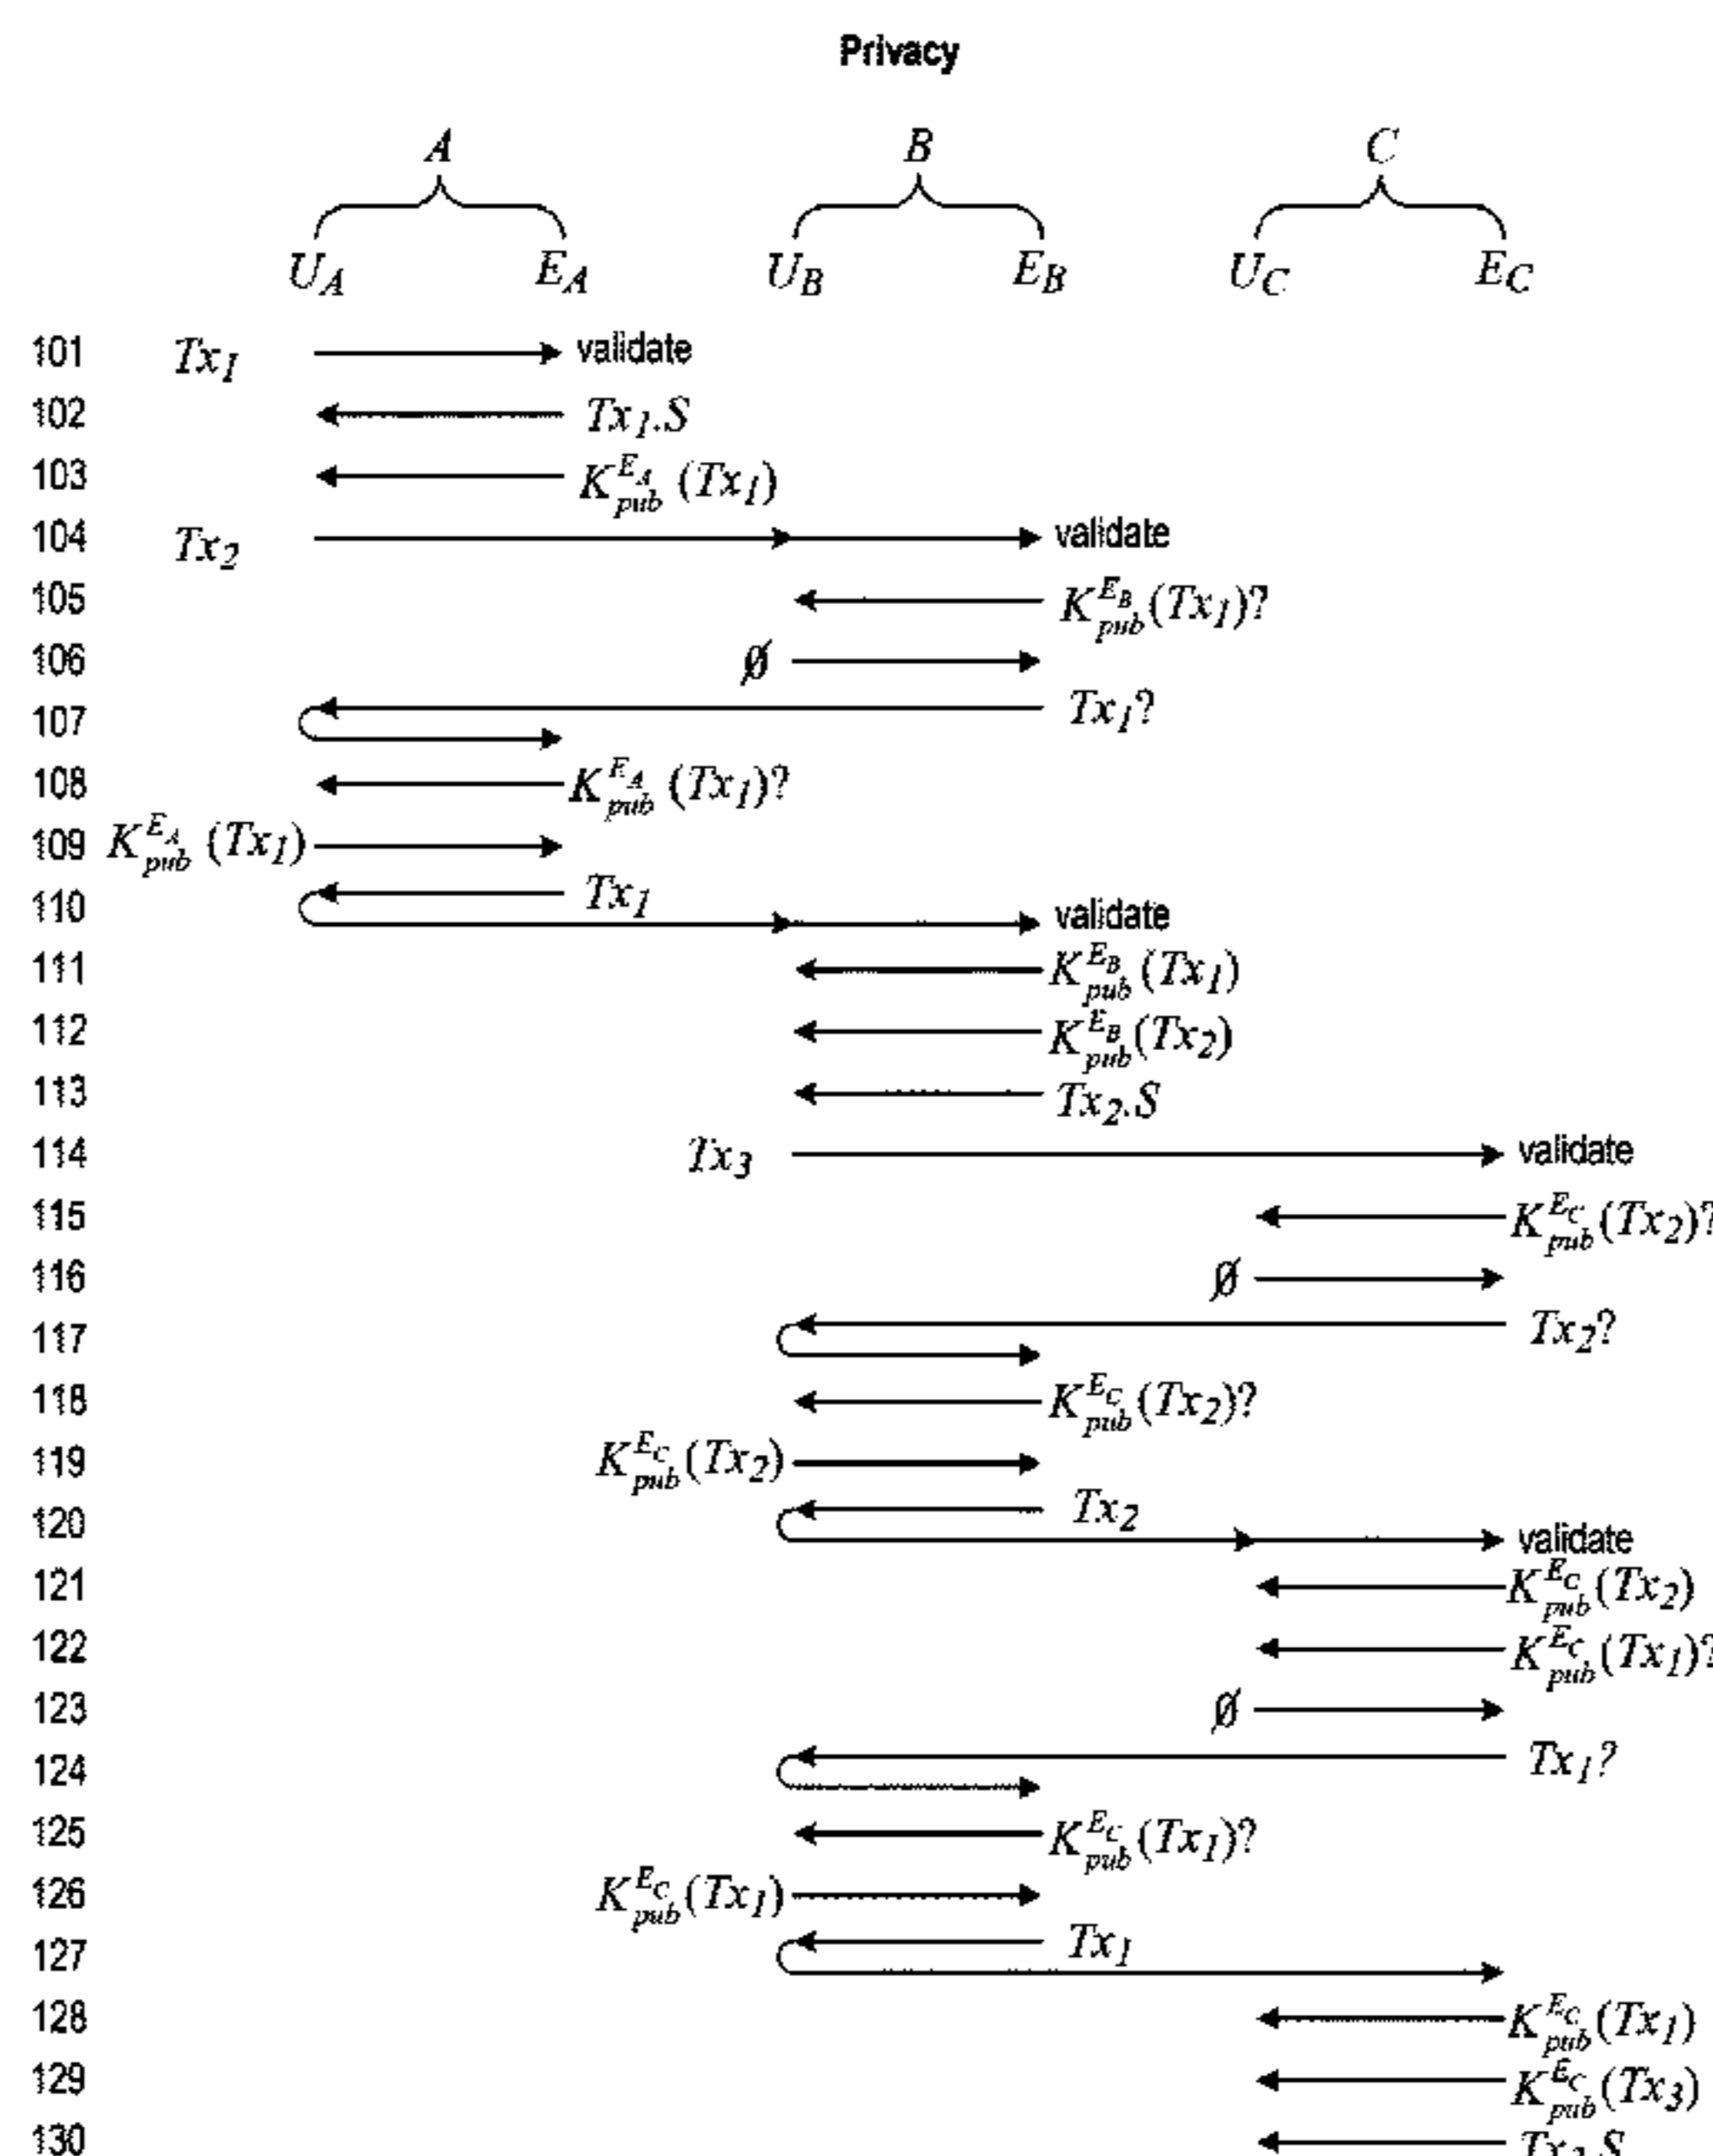 Privacy
A B C
U_A E_A U_B E_B U_C E_C
101 Tx_1 validate
102 Tx_1.S
103 K_pub^E_A (Tx_1)
104 Tx_2 validate
105 K_pub^E_B (Tx_1)?
106 ∅
107 Tx_1?
108 K_pub^E_A (Tx_1)?
109 K_pub^E_A (Tx_1)
110 Tx_1 validate
111 K_pub^E_B (Tx_1)
112 K_pub^E_B (Tx_2)
113 Tx_2.S
114 Tx_3 validate
115 K_pub^E_C (Tx_2)?
116 ∅
117 Tx_2?
118 K_pub^E_C (Tx_2)?
119 K_pub^E_C (Tx_2)
120 Tx_2 validate
121 K_pub^E_C (Tx_2)
122 K_pub^E_C (Tx_1)?
123 ∅
124 Tx_1?
125 K_pub^E_C (Tx_1)?
126 K_pub^E_C (Tx_1)
127 Tx_1
128 K_pub^E_C (Tx_1)
129 K_pub^E_C (Tx_3)
130